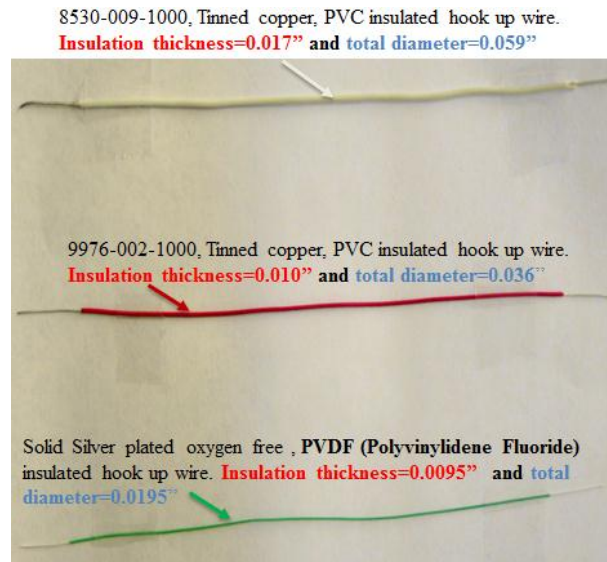 8530-009-1000, Tinned copper, PVC insulated hook up wire.
Insulation thickness=0.017” and total diameter=0.059”
9976-002-1000, Tinned copper, PVC insulated hook up wire.
Insulation thickness=0.010” and total diameter=0.036”
Solid Silver plated oxygen free , PVDF (Polyvinylidene Fluoride)
insulated hook up wire. Insulation thickness=0.0095” and total
diameter=0.0195”